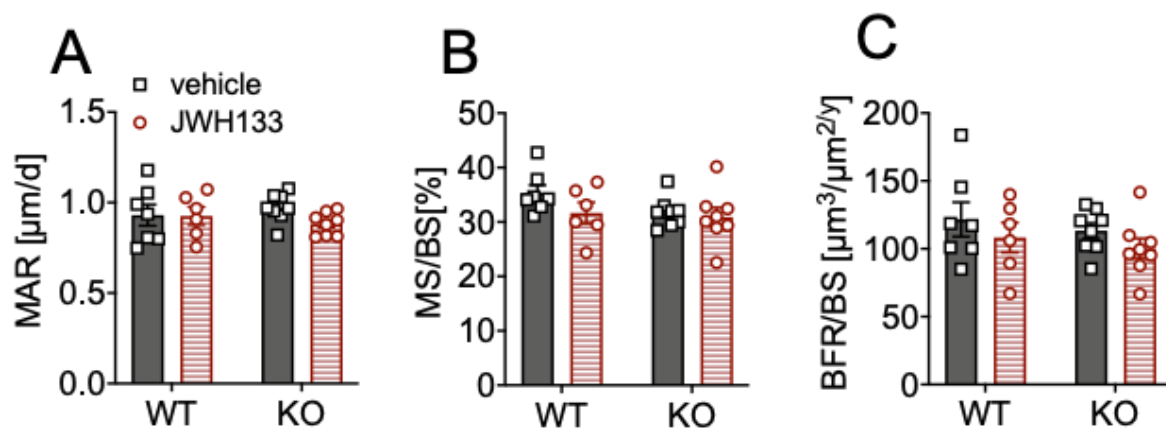 A
vehicle
JWH133
MAR [µm/d]
1.5
1.0
0.5
0.0
WT KO
B
MS/BS[%]
50
40
30
20
10
0
WT KO
C
BFR/BS [µm³/µm²/y]
200
150
100
50
0
WT KO